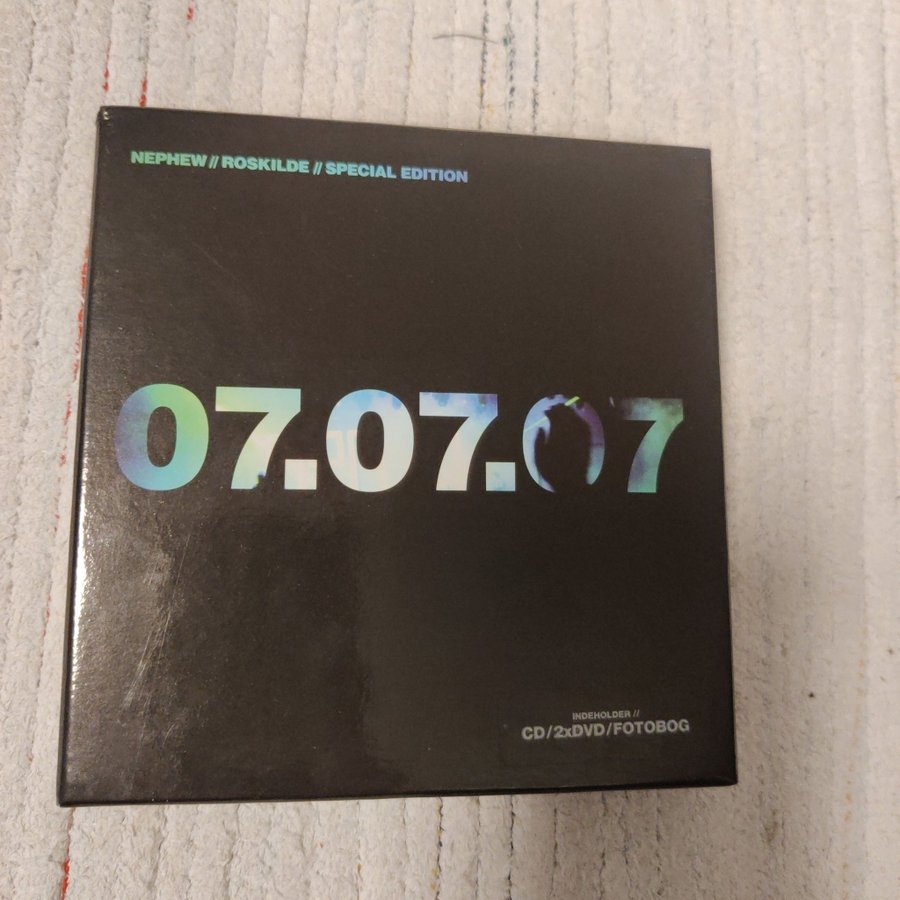 NEPHEW // ROSKILDE // SPECIAL EDITION
07.07.07
INDEHOLDER //
CD/2xDVD/FOTOBOG